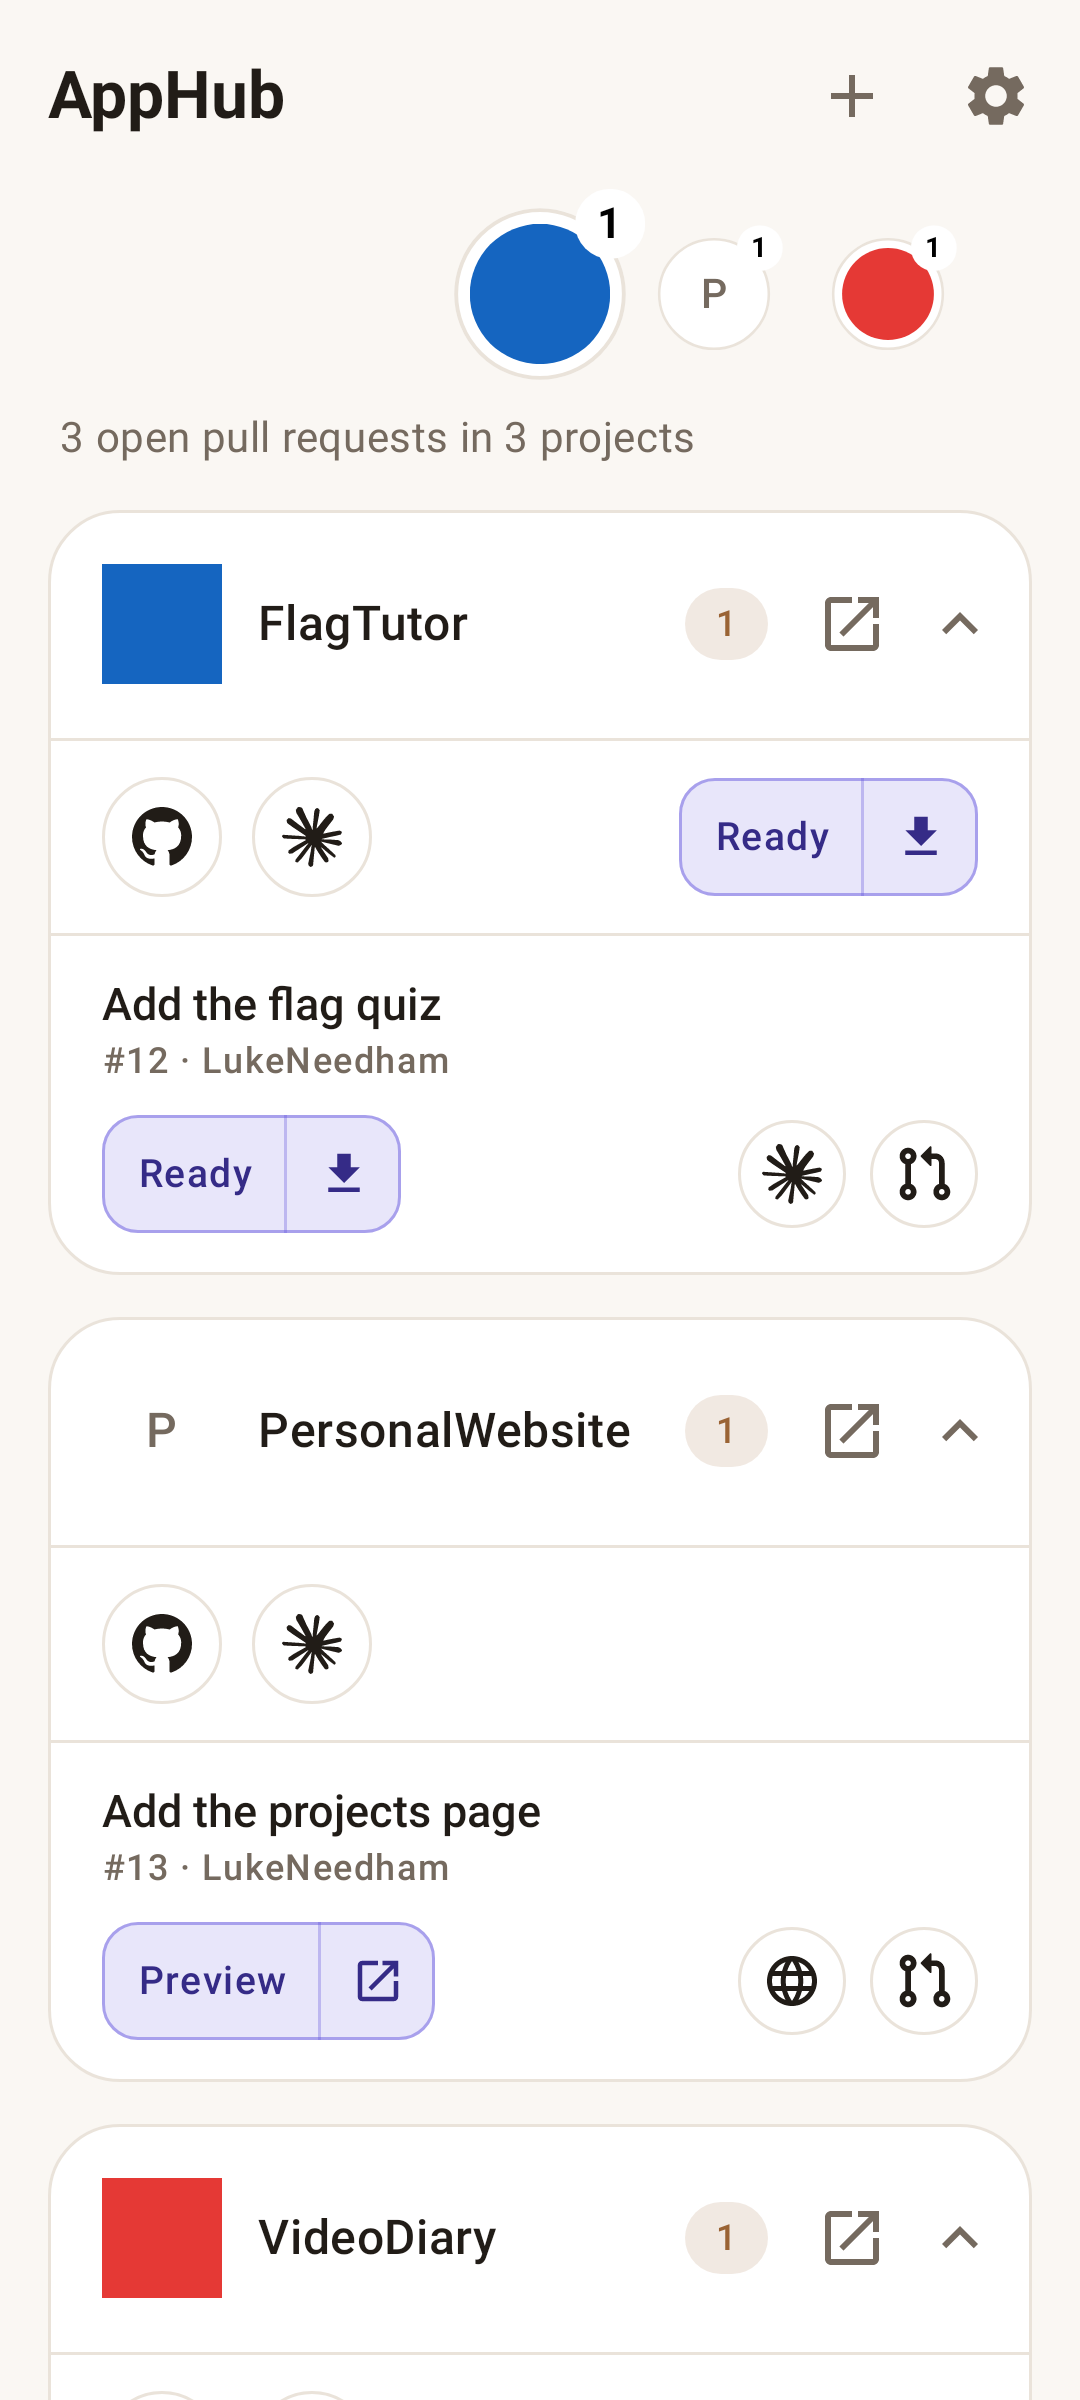 AppHub
1
P
1
1
3 open pull requests in 3 projects
FlagTutor
1
Ready
Add the flag quiz
#12 · LukeNeedham
Ready
P
PersonalWebsite
1
Add the projects page
#13 · LukeNeedham
Preview
VideoDiary
1